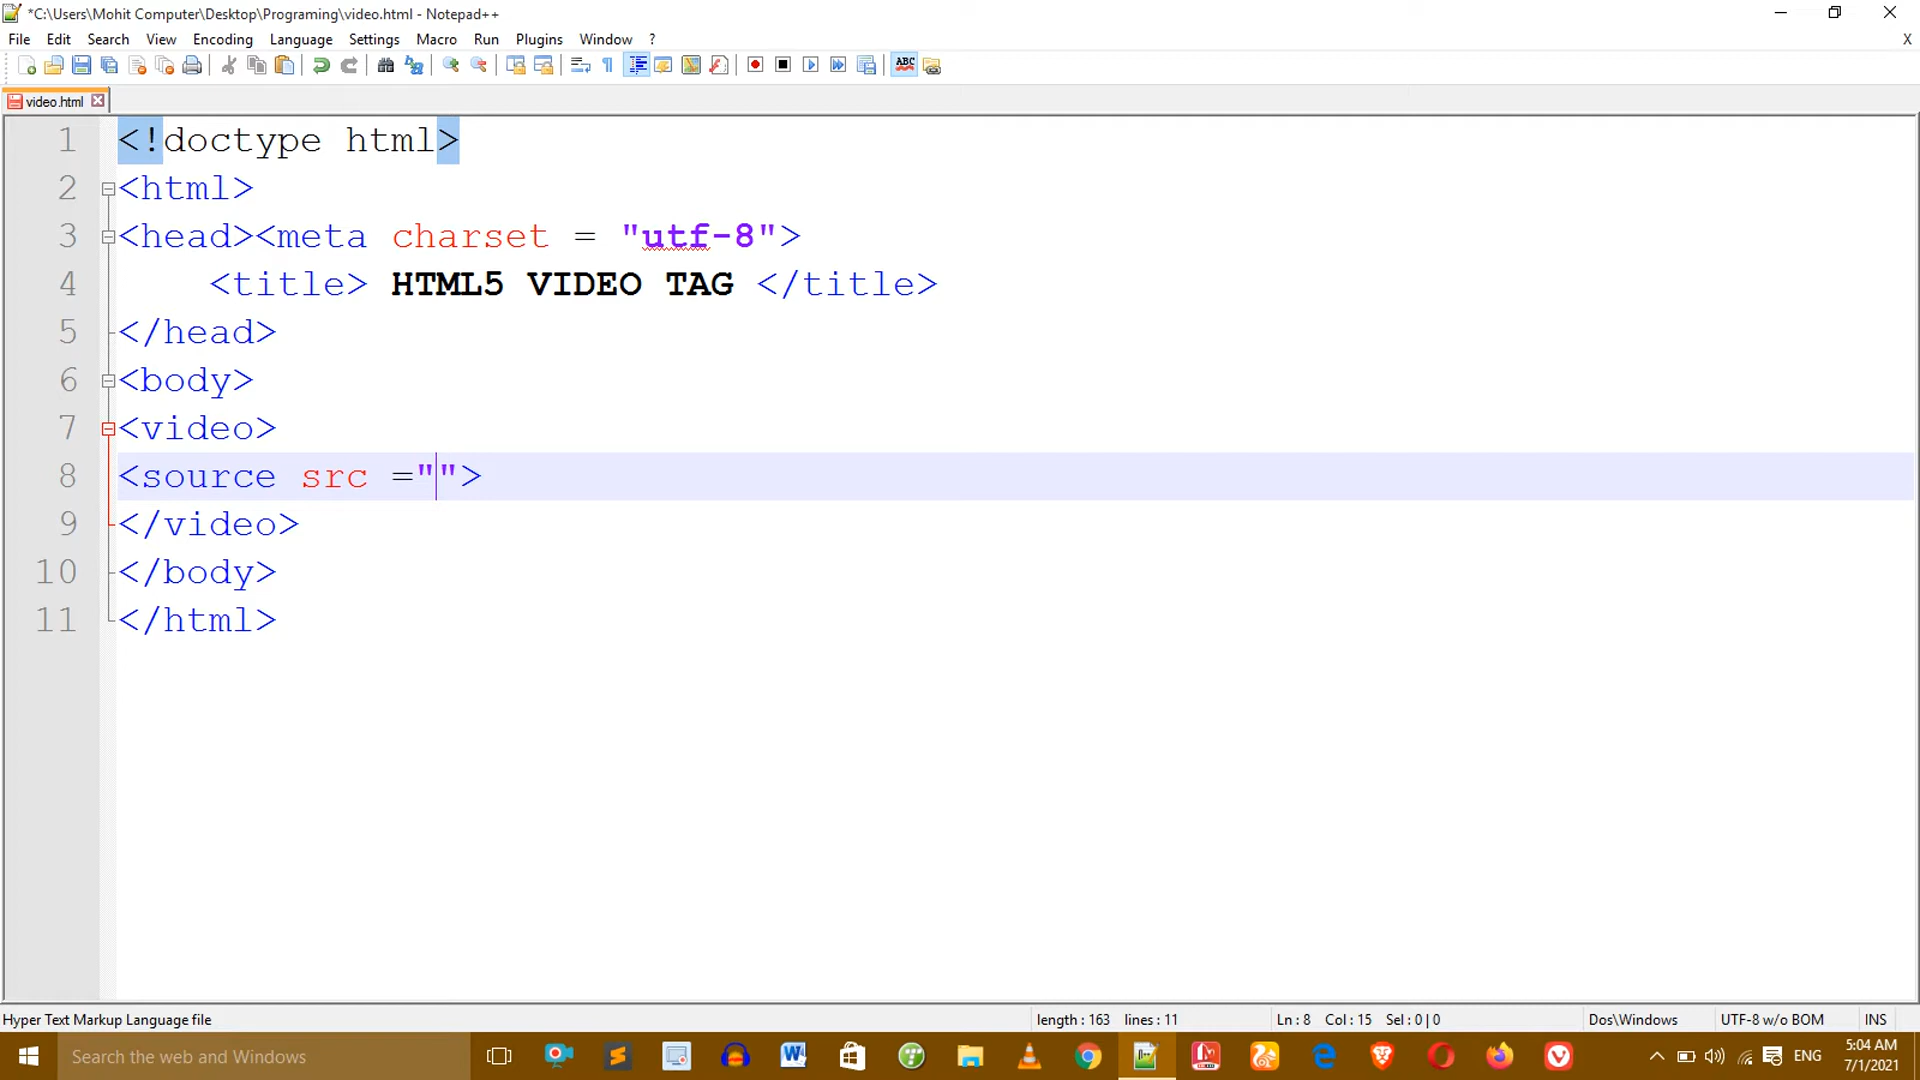 *C:\Users\Mohit Computer\Desktop\Programing\video.html - Notepad++
File Edit Search View Encoding Language Settings Macro Run Plugins Window ? X
ABC
video.html
1 <!doctype html>
2 <html>
3 <head><meta charset = "utf-8">
4 <title> HTML5 VIDEO TAG </title>
5 </head>
6 <body>
7 <video>
8 <source src ="">
9 </video>
10 </body>
11 </html>
Hyper Text Markup Language file length : 163 lines : 11 Ln : 8 Col : 15 Sel : 0 | 0 Dos\Windows UTF-8 w/o BOM INS
Search the web and Windows ENG 5:04 AM
7/1/2021